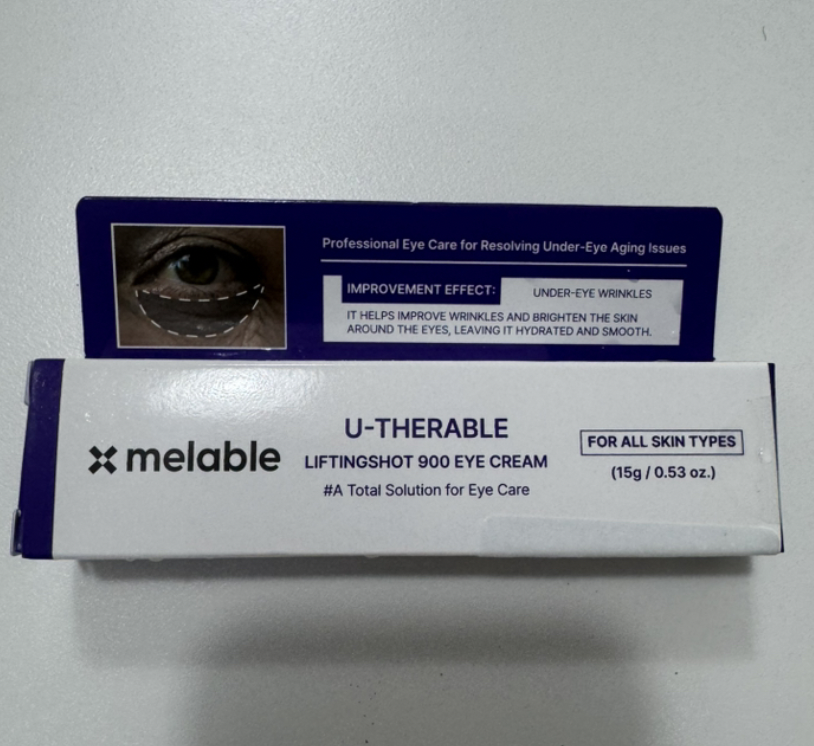 Professional Eye Care for Resolving Under-Eye Aging Issues
IMPROVEMENT EFFECT: UNDER-EYE WRINKLES
IT HELPS IMPROVE WRINKLES AND BRIGHTEN THE SKIN
AROUND THE EYES, LEAVING IT HYDRATED AND SMOOTH.
melable
U-THERABLE
LIFTINGSHOT 900 EYE CREAM
#A Total Solution for Eye Care
FOR ALL SKIN TYPES
(15g / 0.53 oz.)